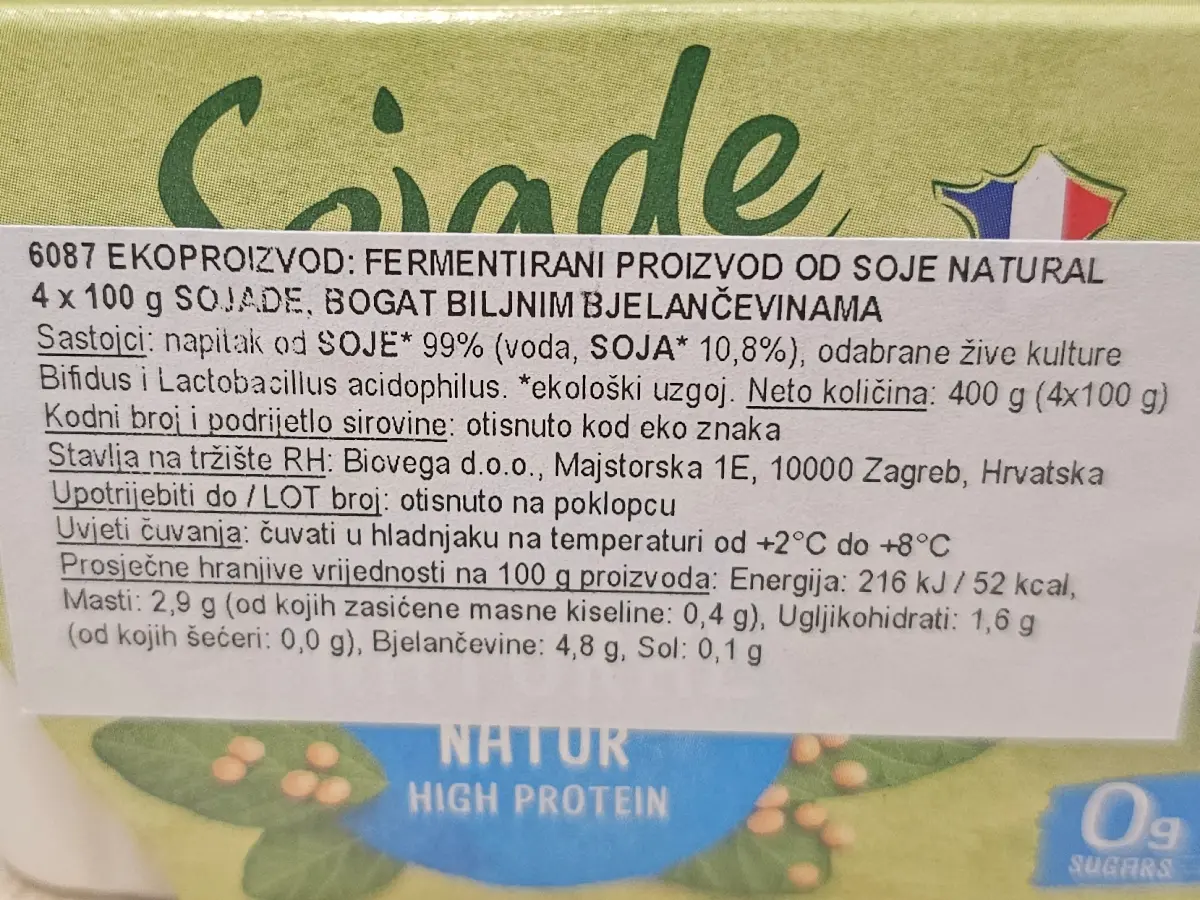 Sojade
6087 EKOPROIZVOD: FERMENTIRANI PROIZVOD OD SOJE NATURAL
4 x 100 g SOJADE, BOGAT BILJNIM BJELANČEVINAMA
Sastojci: napitak od SOJE* 99% (voda, SOJA* 10,8%), odabrane žive kulture
Bifidus i Lactobacillus acidophilus. *ekološki uzgoj. Neto količina: 400 g (4x100 g)
Kodni broj i podrijetlo sirovine: otisnuto kod eko znaka
Stavlja na tržište RH: Biovega d.o.o., Majstorska 1E, 10000 Zagreb, Hrvatska
Upotrijebiti do / LOT broj: otisnuto na poklopcu
Uvjeti čuvanja: čuvati u hladnjaku na temperaturi od +2°C do +8°C
Prosječne hranjive vrijednosti na 100 g proizvoda: Energija: 216 kJ / 52 kcal,
Masti: 2,9 g (od kojih zasićene masne kiseline: 0,4 g), Ugljikohidrati: 1,6 g
(od kojih šećeri: 0,0 g), Bjelančevine: 4,8 g, Sol: 0,1 g
NATUR
HIGH PROTEIN
0g
SUGARS